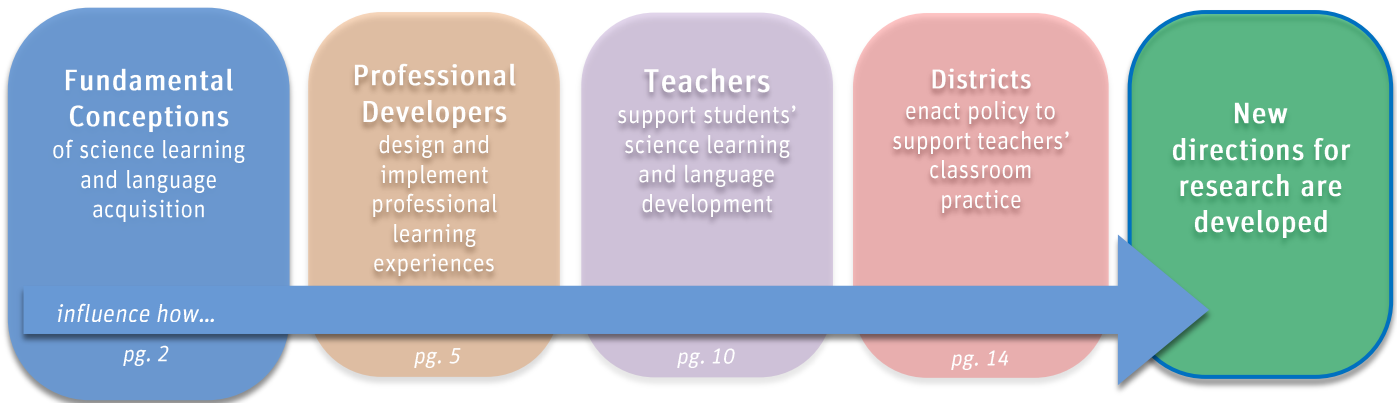 Fundamental
Conceptions
of science learning
and language
acquisition
influence how...
pg. 2
Professional
Developers
design and
implement
professional
learning
experiences
pg. 5
Teachers
support students’
science learning
and language
development
pg. 10
Districts
enact policy to
support teachers’
classroom
practice
pg. 14
New
directions for
research are
developed